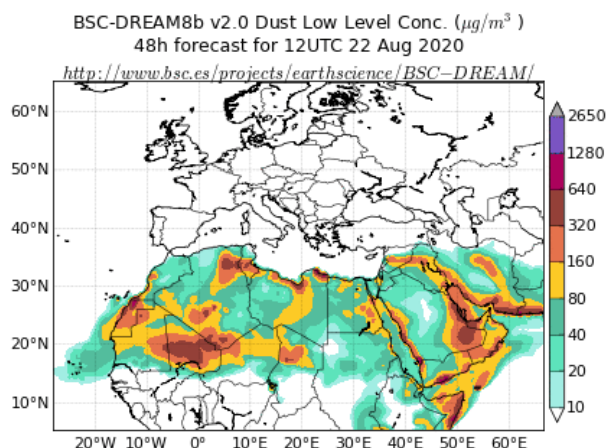 BSC-DREAM8b v2.0 Dust Low Level Conc. (μg/m³ )
48h forecast for 12UTC 22 Aug 2020
http://www.bsc.es/projects/earthscience/BSC−DREAM/
60°N
50°N
40°N
30°N
20°N
10°N
20°W 10°W 0° 10°E 20°E 30°E 40°E 50°E 60°E
2650
1280
640
320
160
80
40
20
10